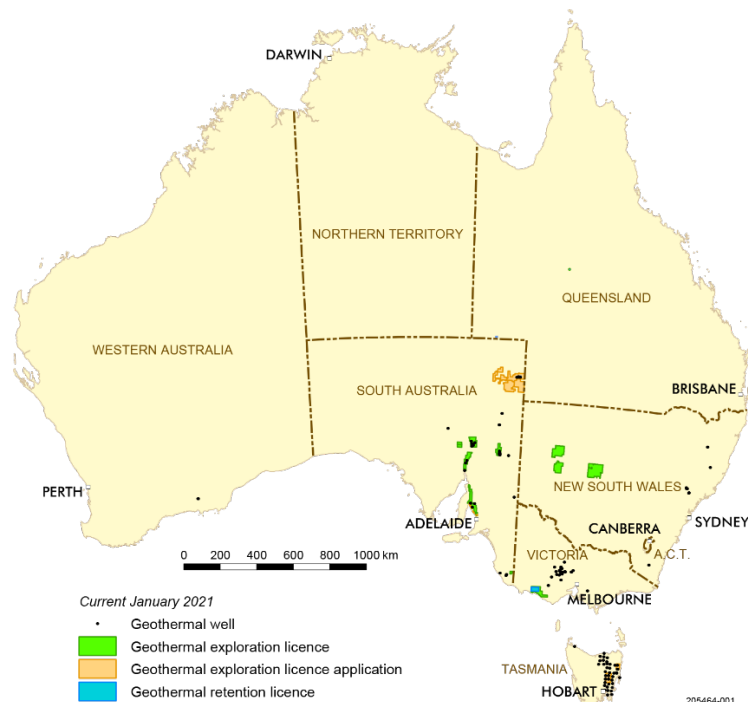 DARWIN
NORTHERN TERRITORY
QUEENSLAND
WESTERN AUSTRALIA
SOUTH AUSTRALIA
BRISBANE
PERTH
NEW SOUTH WALES
ADELAIDE
SYDNEY
CANBERRA
VICTORIA
A.C.T.
0 200 400 600 800 1000 km
MELBOURNE
Current January 2021
Geothermal well
Geothermal exploration licence
Geothermal exploration licence application
Geothermal retention licence
TASMANIA
HOBART
205464-001